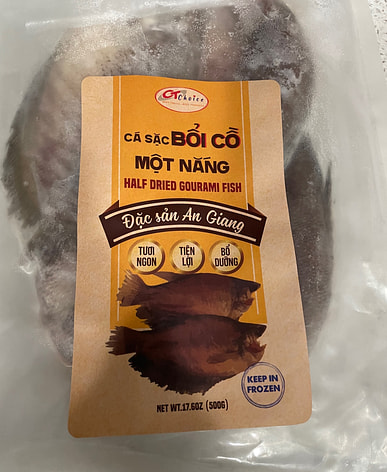 CT Choice
CÁ SẶC BỔI CỒ
MỘT NẮNG
HALF DRIED GOURAMI FISH
Đặc sản An Giang
TƯƠI NGON
TIỆN LỢI
BỔ DƯỠNG
KEEP IN FROZEN
NET WT.17.6OZ (500G)